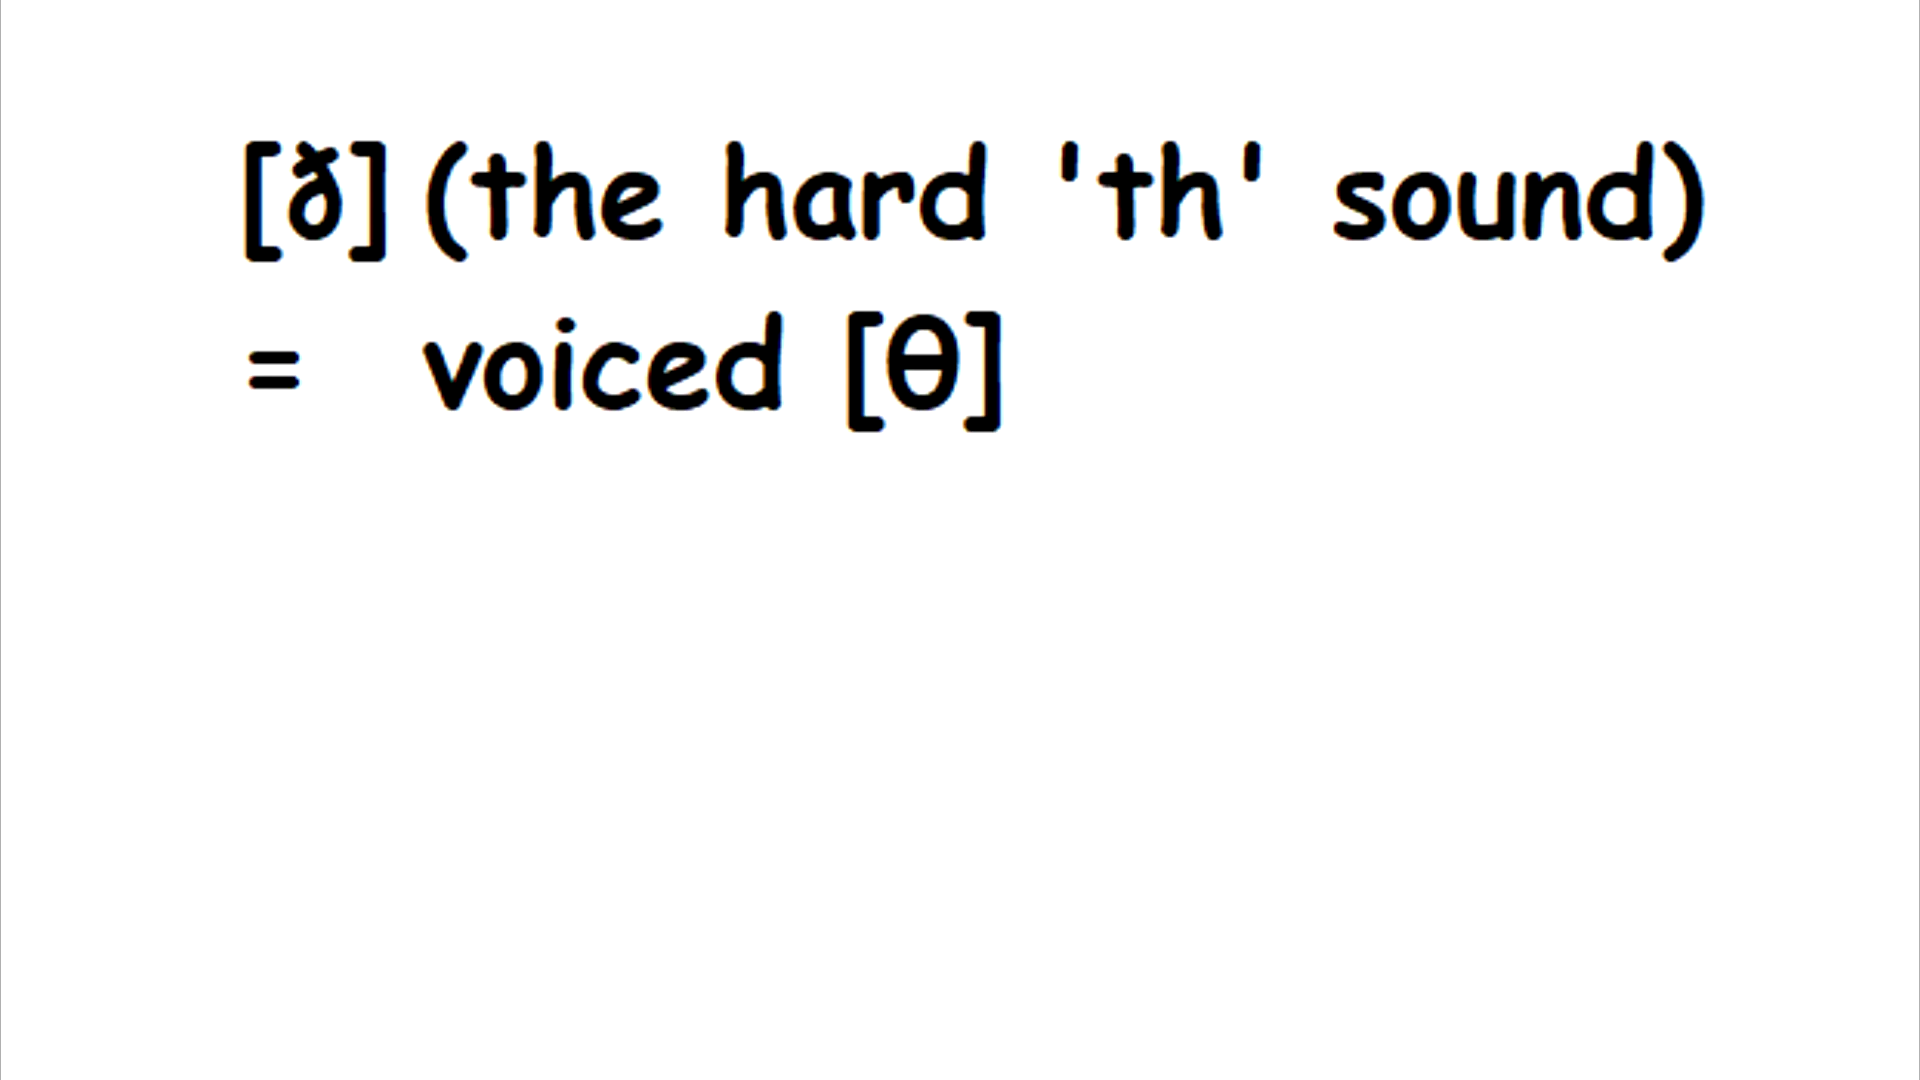 [ð] (the hard 'th' sound)
= voiced [θ]